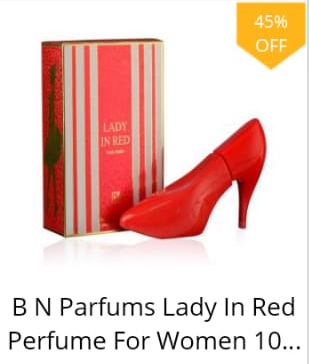 45%
OFF
LADY
IN RED
B N Parfums Lady In Red
Perfume For Women 10...